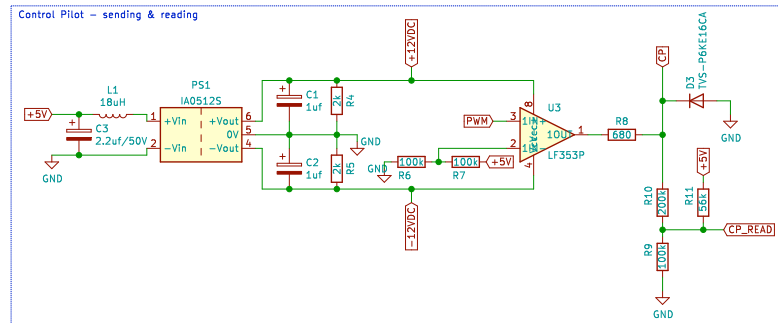 Control Pilot – sending & reading
+12VDC
CP
D3
TVS-P6KE16CA
L1
18uH
PS1
IA0512S
+5V
C3
2.2uf/50V
1
+Vin
2
-Vin
+Vout
6
0V
5
-Vout
4
C1
1uf
R4
2k
GND
C2
1uf
R5
2k
GND
PWM
3
8
U3
1
1OUT
2
4
LF353P
R8
680
GND
100k
R6
100k
R7
+5V
GND
-12VDC
GND
+5V
R10
200k
R11
56k
CP_READ
R9
100k
GND